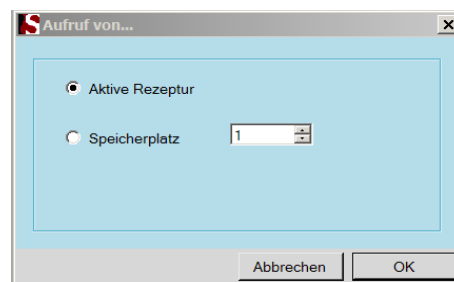 Aufruf von...
Aktive Rezeptur
Speicherplatz 1
Abbrechen OK